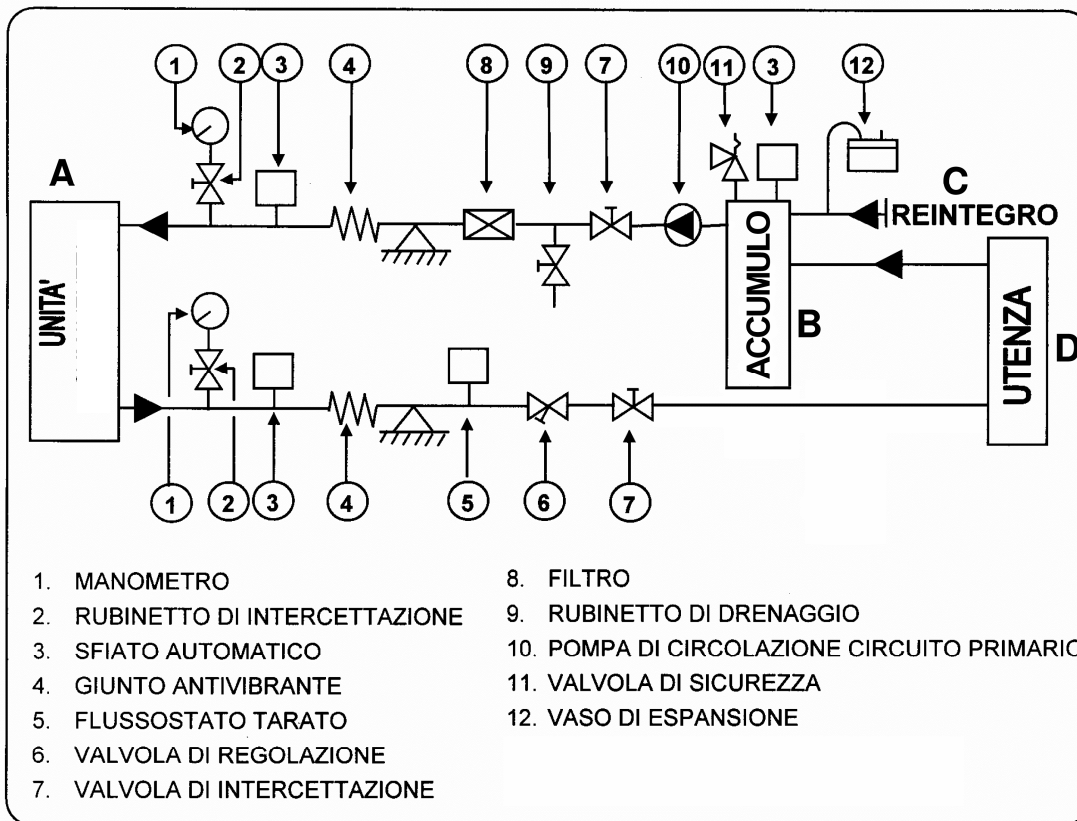 1 2 3 4 8 9 7 10 11 3 12
A
C
REINTEGRO
UNITA'
ACCUMULO
B
UTENZA
D
1 2 3 4 5 6 7
1. MANOMETRO
2. RUBINETTO DI INTERCETTAZIONE
3. SFIATO AUTOMATICO
4. GIUNTO ANTIVIBRANTE
5. FLUSSOSTATO TARATO
6. VALVOLA DI REGOLAZIONE
7. VALVOLA DI INTERCETTAZIONE
8. FILTRO
9. RUBINETTO DI DRENAGGIO
10. POMPA DI CIRCOLAZIONE CIRCUITO PRIMARIO
11. VALVOLA DI SICUREZZA
12. VASO DI ESPANSIONE